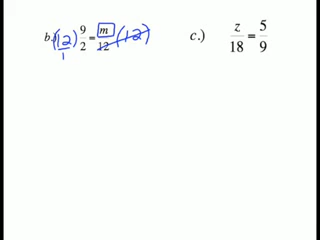 b.) (12)/1 9/2 = m/12 (12)
c.) z/18 = 5/9